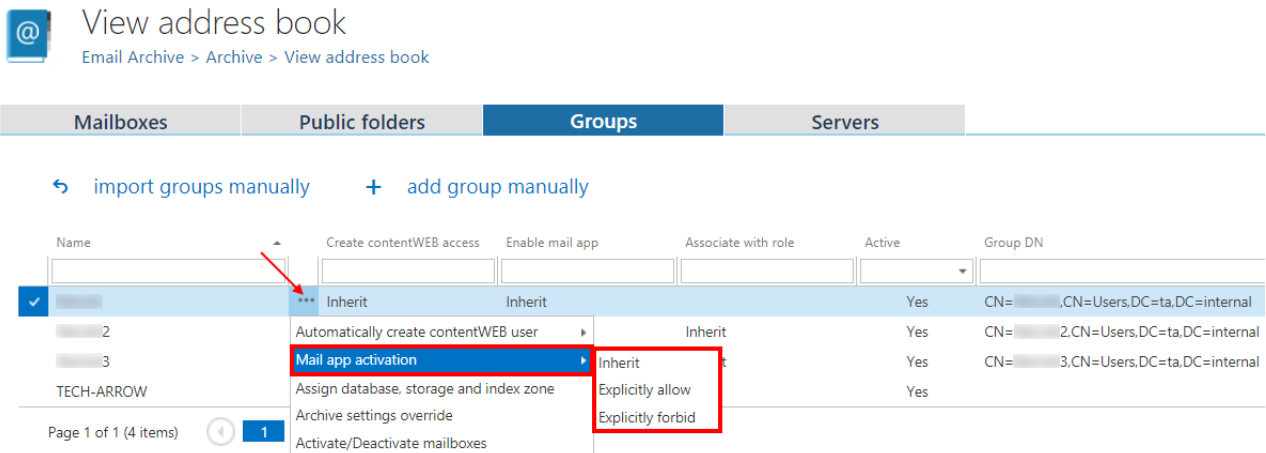 @
View address book
Email Archive > Archive > View address book
Mailboxes Public folders Groups Servers
import groups manually + add group manually
Name Create contentWEB access Enable mail app Associate with role Active Group DN
Inherit Inherit Yes CN= ,CN=Users,DC=ta,DC=internal
2 Automatically create contentWEB user Inherit Yes CN= 2,CN=Users,DC=ta,DC=internal
3 Mail app activation Inherit Yes CN= 3,CN=Users,DC=ta,DC=internal
TECH-ARROW Assign database, storage and index zone Explicitly allow Yes
Archive settings override Explicitly forbid
Page 1 of 1 (4 items) 1 Activate/Deactivate mailboxes